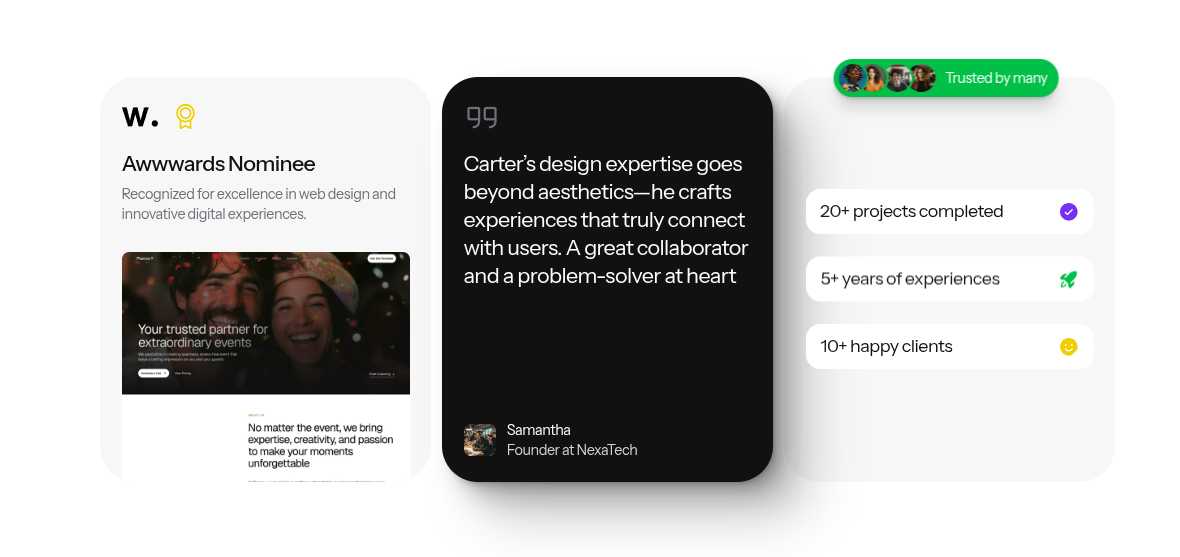 w.
Awwwards Nominee
Recognized for excellence in web design and
innovative digital experiences.
Your trusted partner for
extraordinary events
No matter the event, we bring
expertise, creativity, and passion
to make your moments
unforgettable
Carter's design expertise goes
beyond aesthetics—he crafts
experiences that truly connect
with users. A great collaborator
and a problem-solver at heart
Samantha
Founder at NexaTech
Trusted by many
20+ projects completed
5+ years of experiences
10+ happy clients